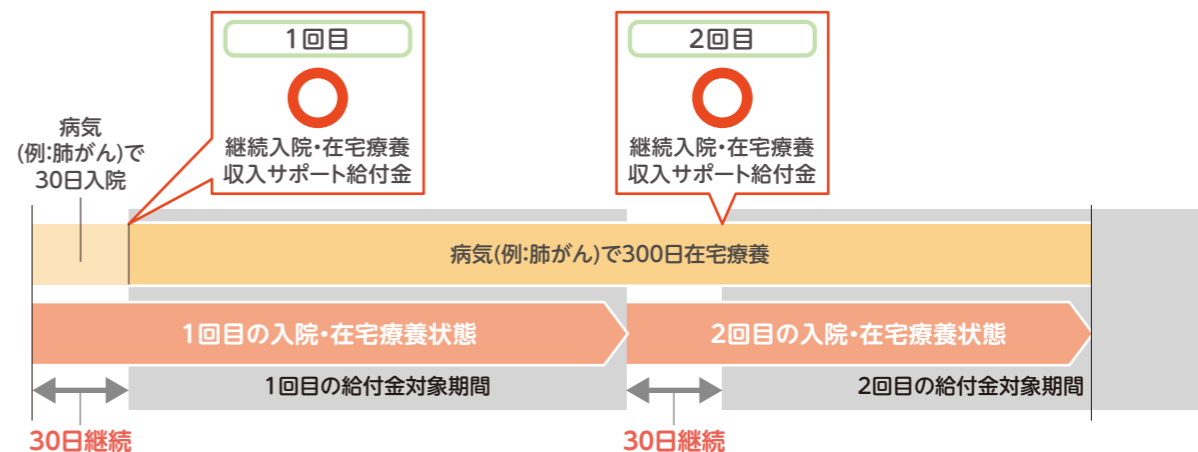 1回目
継続入院・在宅療養
収入サポート給付金
2回目
継続入院・在宅療養
収入サポート給付金
病気
(例:肺がん)で
30日入院
病気(例:肺がん)で300日在宅療養
1回目の入院・在宅療養状態
2回目の入院・在宅療養状態
1回目の給付金対象期間
2回目の給付金対象期間
30日継続
30日継続